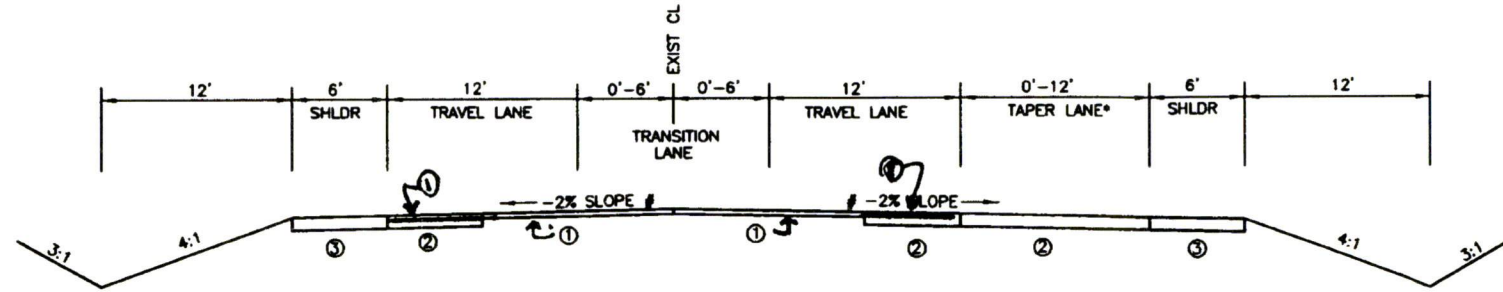 EXIST CL
12' 6' 12' 0'-6' 0'-6' 12' 0'-12' 6' 12'
SHLDR TRAVEL LANE TRAVEL LANE TAPER LANE* SHLDR
TRANSITION
LANE
① ①
-2% SLOPE # # -2% SLOPE
3:1 4:1 ③ ② ① ① ② ② ③ 4:1 3:1